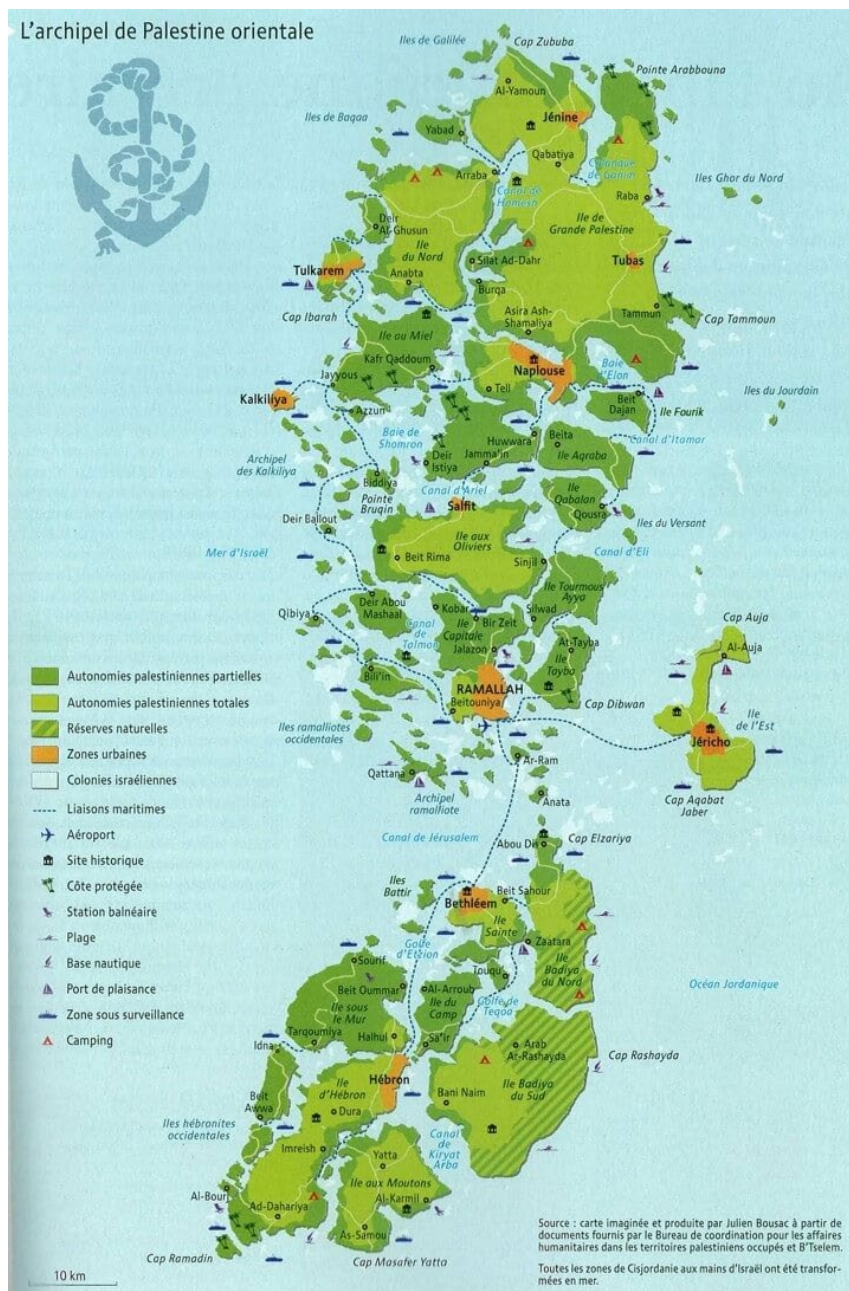 L'archipel de Palestine orientale
Iles de Galilée
Cap Zububa
Pointe Arabbouna
Al-Yamoun
Jénine
Iles de Baqaa
Yabad
Qabatiya
Calanque
de Ganim
Arraba
Canal de
Homesh
Raba
Iles Ghor du Nord
Deir
Al-Ghusun
Ile
du Nord
Ile de
Grande Palestine
Tulkarem
Silat Ad-Dahr
Tubas
Anabta
Burqa
Cap Ibarah
Asira Ash-
Shamaliya
Tammun
Cap Tammoun
Ile au Miel
Kafr Qaddoum
Naplouse
Baie
d'Elon
Jayyous
Tell
Iles du Jourdain
Kalkiliya
Azzun
Beit
Dajan
Ile Fourik
Baie de
Shomron
Huwwara
Beita
Canal d'Itamar
Archipel
des Kalkiliya
Deir
Istiya
Jamma'in
Ile Aqraba
Biddiya
Pointe
Bruqin
Canal d'Ariel
Salfit
Ile
Qabalan
Qousra
Deir Ballout
Iles du Versant
Mer d'Israël
Ile aux
Oliviers
Beit Rima
Sinjil
Canal d'Eli
Ile Tourmous
Ayya
Deir Abou
Mashaal
Kobar
Silwad
Cap Auja
Qibiya
Canal
de
Talmon
Ile
Capitale
Bir Zeit
Al-Auja
Jalazon
At-Tayba
Ile
Tayba
Bili'in
RAMALLAH
Beitouniya
Cap Dibwan
Ile
de l'Est
Iles ramalliotes
occidentales
Jéricho
Ar-Ram
Qattana
Archipel
ramalliote
Anata
Cap Aqabat
Jaber
Canal de Jérusalem
Abou Dis
Cap Elzariya
Iles
Battir
Beit Sahour
Bethléem
Ile
Sainte
Golfe
d'Etzion
Zaatara
Sourif
Touqu'
Ile
Badiya
du Nord
Océan Jordanique
Beit Oummar
Al-Arroub
Ile du
Camp
Golfe de
Teqoa
Ile sous
le Mur
Tarqoumiya
Halhul
Sa'ir
Arab
Ar-Rashayda
Cap Rashayda
Idna
Hébron
Ile
d'Hébron
Bani Naim
Ile Badiya
du Sud
Beit
Awwa
Dura
Iles hébronites
occidentales
Imreish
Canal
de
Kiryat
Arba
Yatta
Ile aux Moutons
Al-Bourj
Al-Karmil
Ad-Dahariya
As-Samou
Cap Ramadin
Cap Masafer Yatta
Autonomies palestiniennes partielles
Autonomies palestiniennes totales
Réserves naturelles
Zones urbaines
Colonies israéliennes
Liaisons maritimes
Aéroport
Site historique
Côte protégée
Station balnéaire
Plage
Base nautique
Port de plaisance
Zone sous surveillance
Camping
10 km
Source : carte imaginée et produite par Julien Bousac à partir de
documents fournis par le Bureau de coordination pour les affaires
humanitaires dans les territoires palestiniens occupés et B'Tselem.
Toutes les zones de Cisjordanie aux mains d'Israël ont été transfor-
mées en mer.